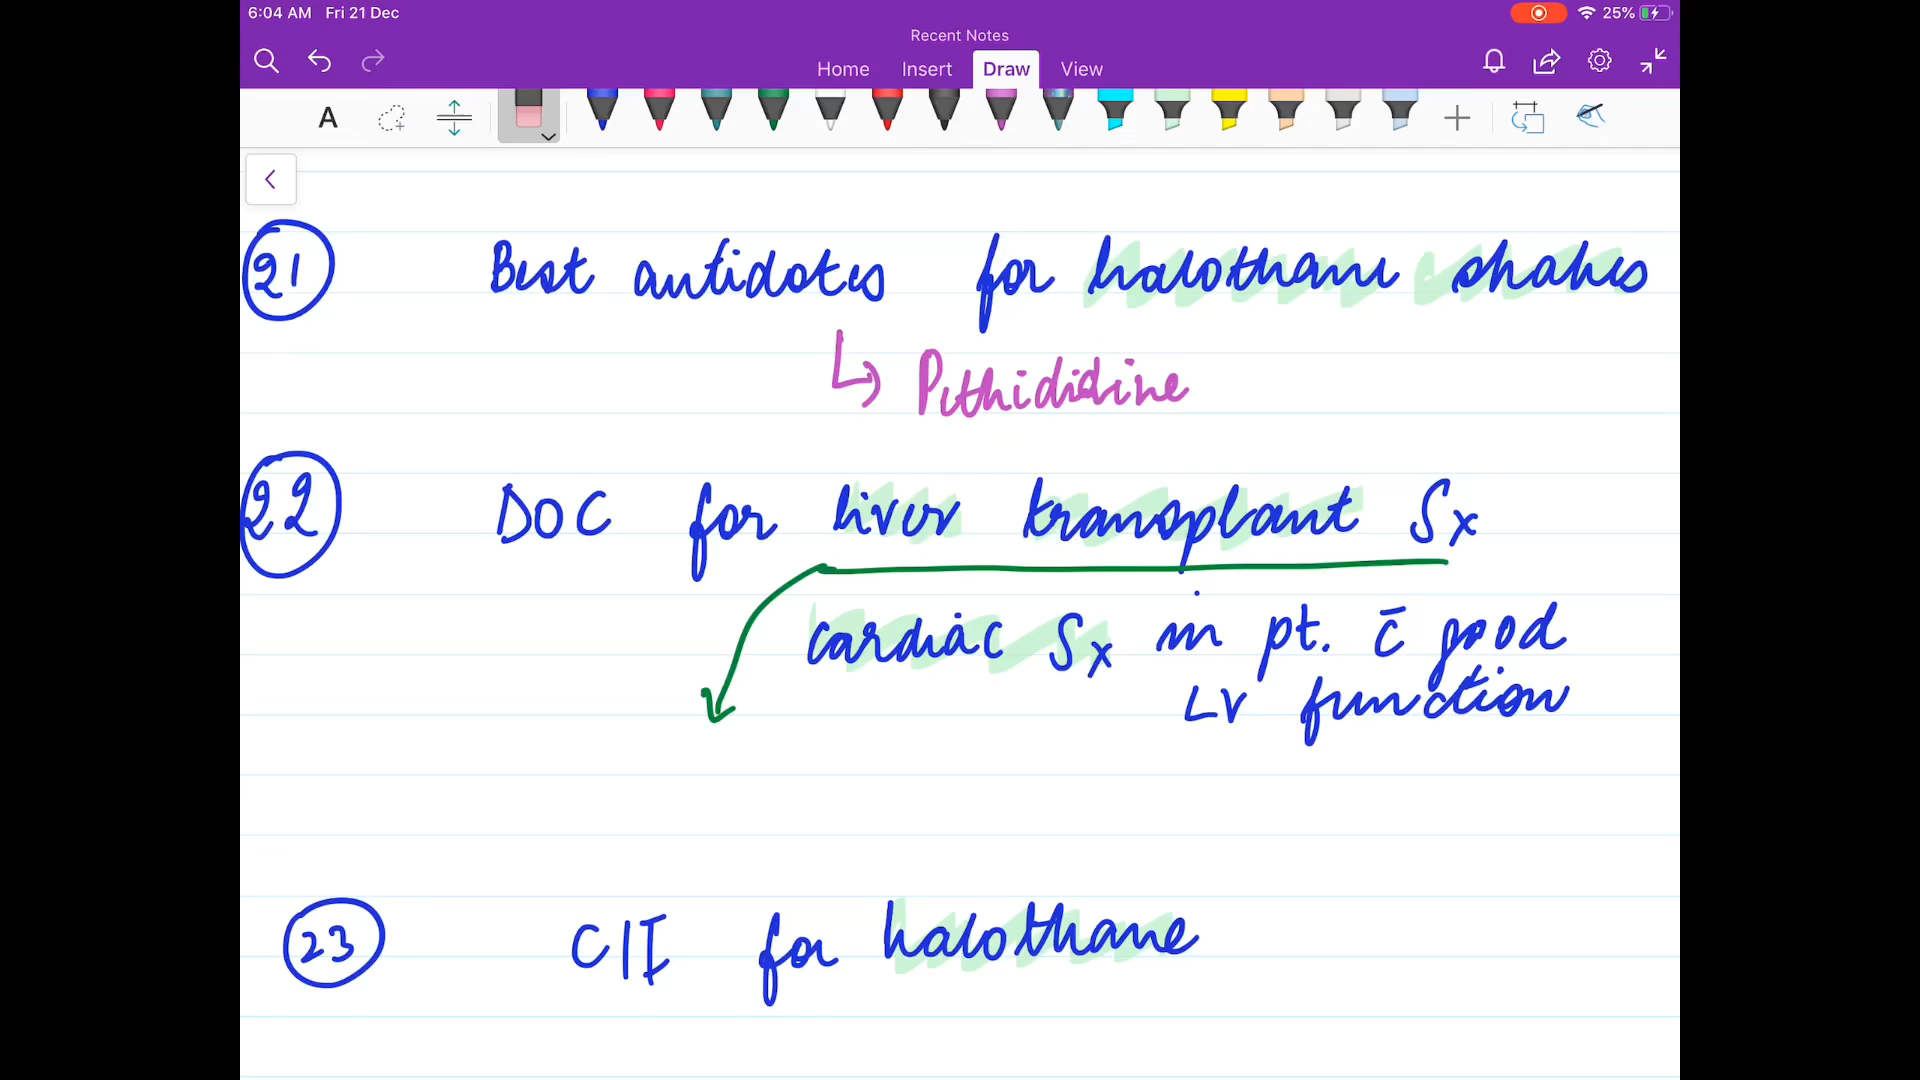 6:04 AM Fri 21 Dec
25%
Recent Notes
Home Insert Draw View
A
21 Best antidotes for halothane shakes
Pethididine
22 DOC for liver transplant Sx
cardiac Sx in pt. c̄ good
LV function
23 C/I for halothane